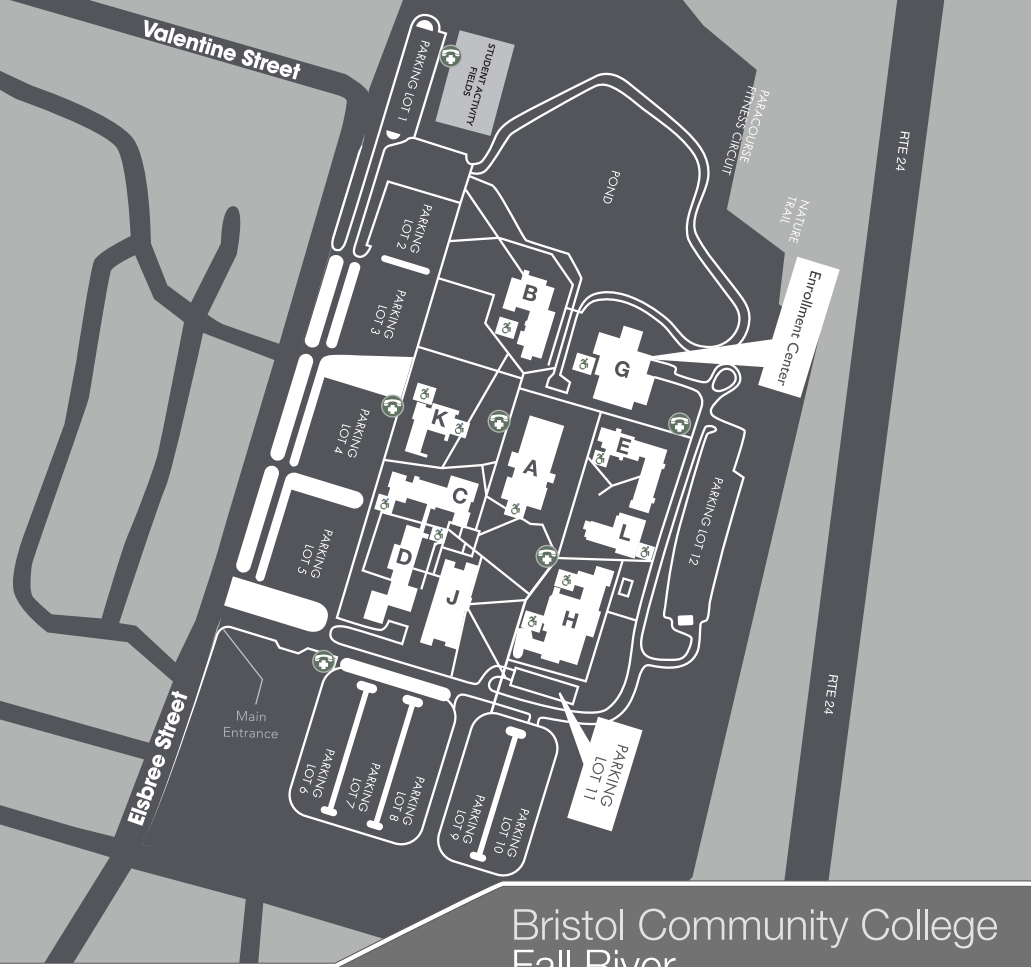 Valentine Street
PARKING LOT 1
STUDENT ACTIVITY
FIELDS
PARACOURSE
FITNESS CIRCUIT
RTE 24
POND
NATURE
TRAIL
PARKING
LOT 2
Enrollment Center
B
PARKING
LOT 3
G
K
E
PARKING
LOT 4
A
C
PARKING LOT 12
L
PARKING
LOT 5
D
J
H
RTE 24
Main
Entrance
Elsbree Street
PARKING
LOT 6
PARKING
LOT 7
PARKING
LOT 8
PARKING
LOT 9
PARKING
LOT 10
PARKING
LOT 11
Bristol Community College
Fall River